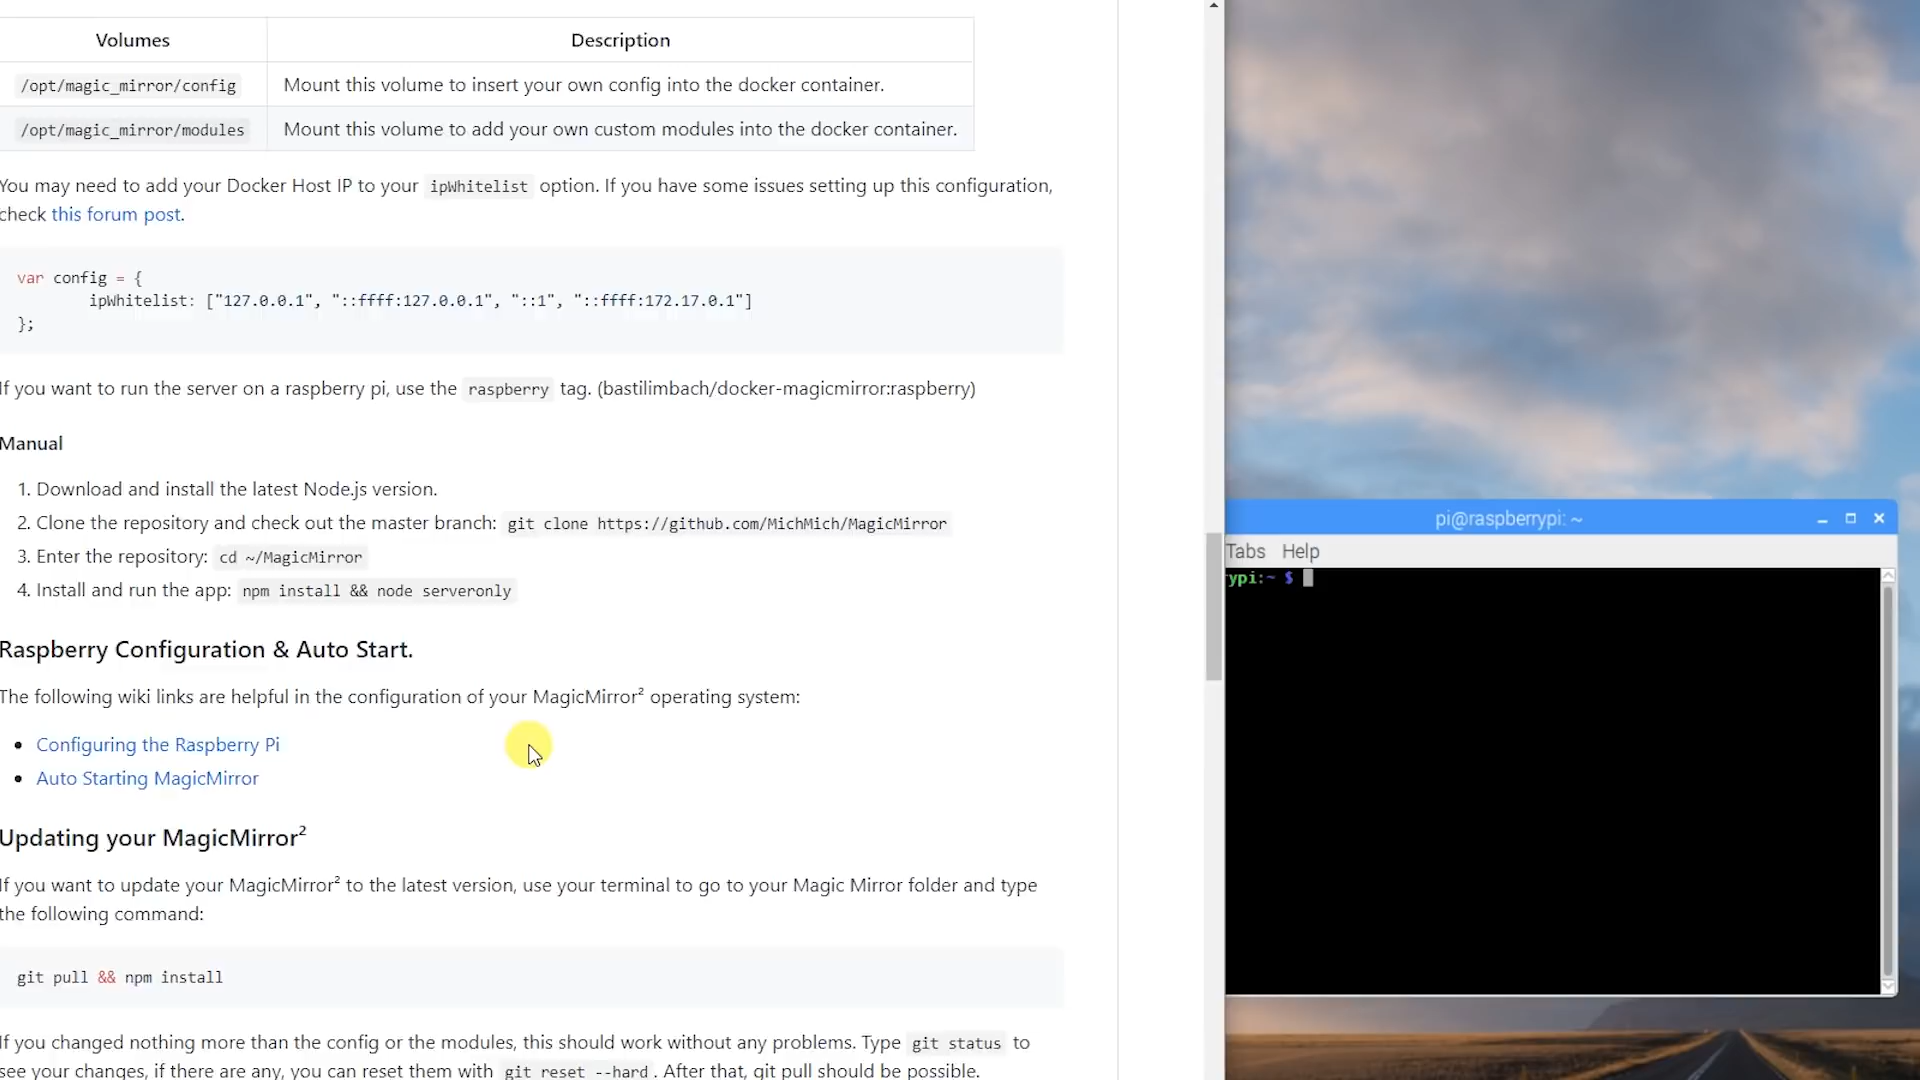 Volumes Description
/opt/magic_mirror/config Mount this volume to insert your own config into the docker container.
/opt/magic_mirror/modules Mount this volume to add your own custom modules into the docker container.
You may need to add your Docker Host IP to your ipWhitelist option. If you have some issues setting up this configuration,
check this forum post.
var config = {
ipWhitelist: ["127.0.0.1", "::ffff:127.0.0.1", "::1", "::ffff:172.17.0.1"]
};
If you want to run the server on a raspberry pi, use the raspberry tag. (bastilimbach/docker-magicmirror:raspberry)
Manual
1. Download and install the latest Node.js version.
2. Clone the repository and check out the master branch: git clone https://github.com/MichMich/MagicMirror
3. Enter the repository: cd ~/MagicMirror
4. Install and run the app: npm install && node serveronly
Raspberry Configuration & Auto Start.
The following wiki links are helpful in the configuration of your MagicMirror² operating system:
• Configuring the Raspberry Pi
• Auto Starting MagicMirror
Updating your MagicMirror²
If you want to update your MagicMirror² to the latest version, use your terminal to go to your Magic Mirror folder and type
the following command:
git pull && npm install
If you changed nothing more than the config or the modules, this should work without any problems. Type git status to
see your changes, if there are any, you can reset them with git reset --hard. After that, git pull should be possible.
pi@raspberrypi: ~
Tabs Help
ypi:~ $